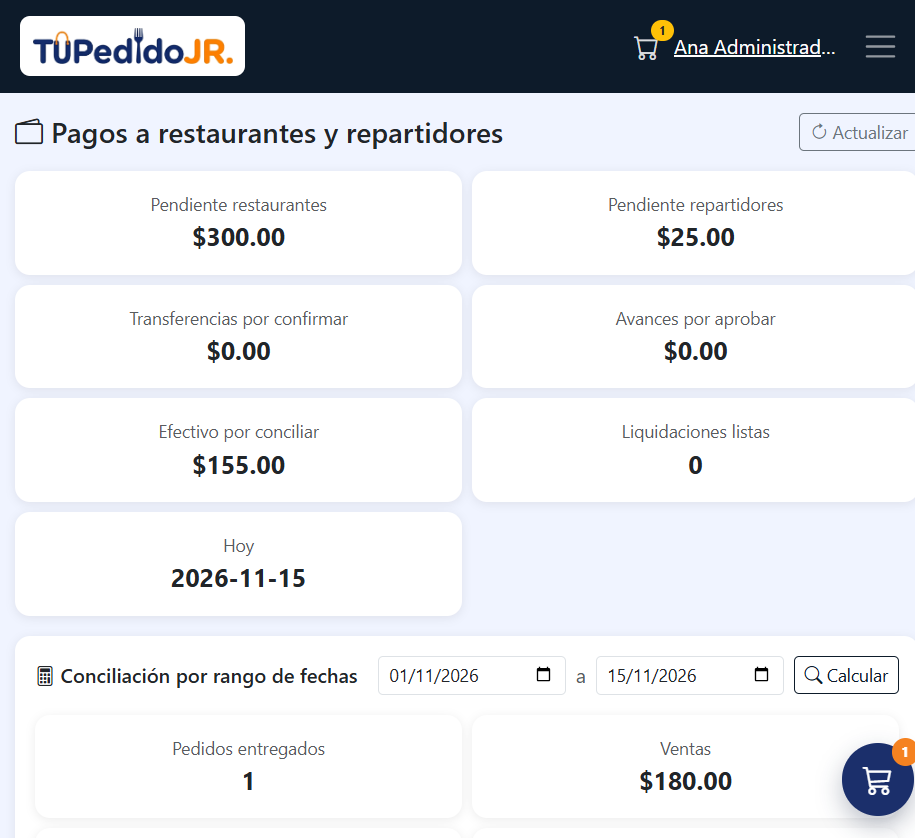 TUPedidoJR.
1
Ana Administrad...
Pagos a restaurantes y repartidores
Actualizar
Pendiente restaurantes
$300.00
Pendiente repartidores
$25.00
Transferencias por confirmar
$0.00
Avances por aprobar
$0.00
Efectivo por conciliar
$155.00
Liquidaciones listas
0
Hoy
2026-11-15
Conciliación por rango de fechas
01/11/2026
a
15/11/2026
Calcular
Pedidos entregados
1
Ventas
$180.00
1